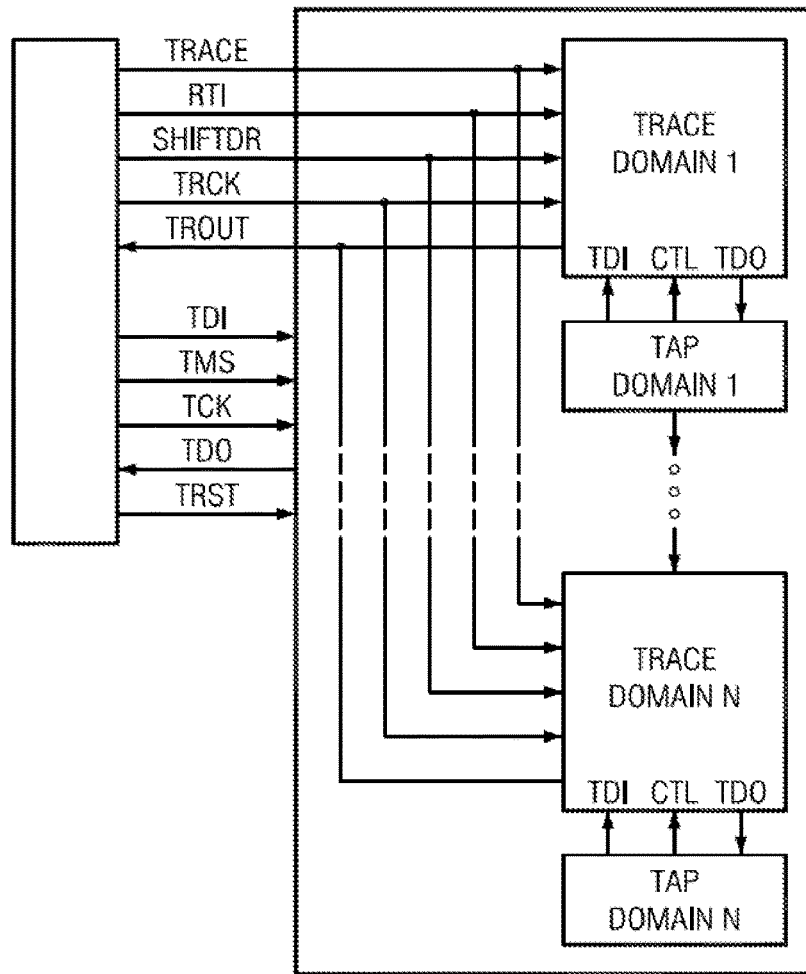 TRACE
RTI
SHIFTDR
TRCK
TROUT
TDI
TMS
TCK
TDO
TRST
TRACE
DOMAIN 1
TDI CTL TDO
TAP
DOMAIN 1
TRACE
DOMAIN N
TDI CTL TDO
TAP
DOMAIN N